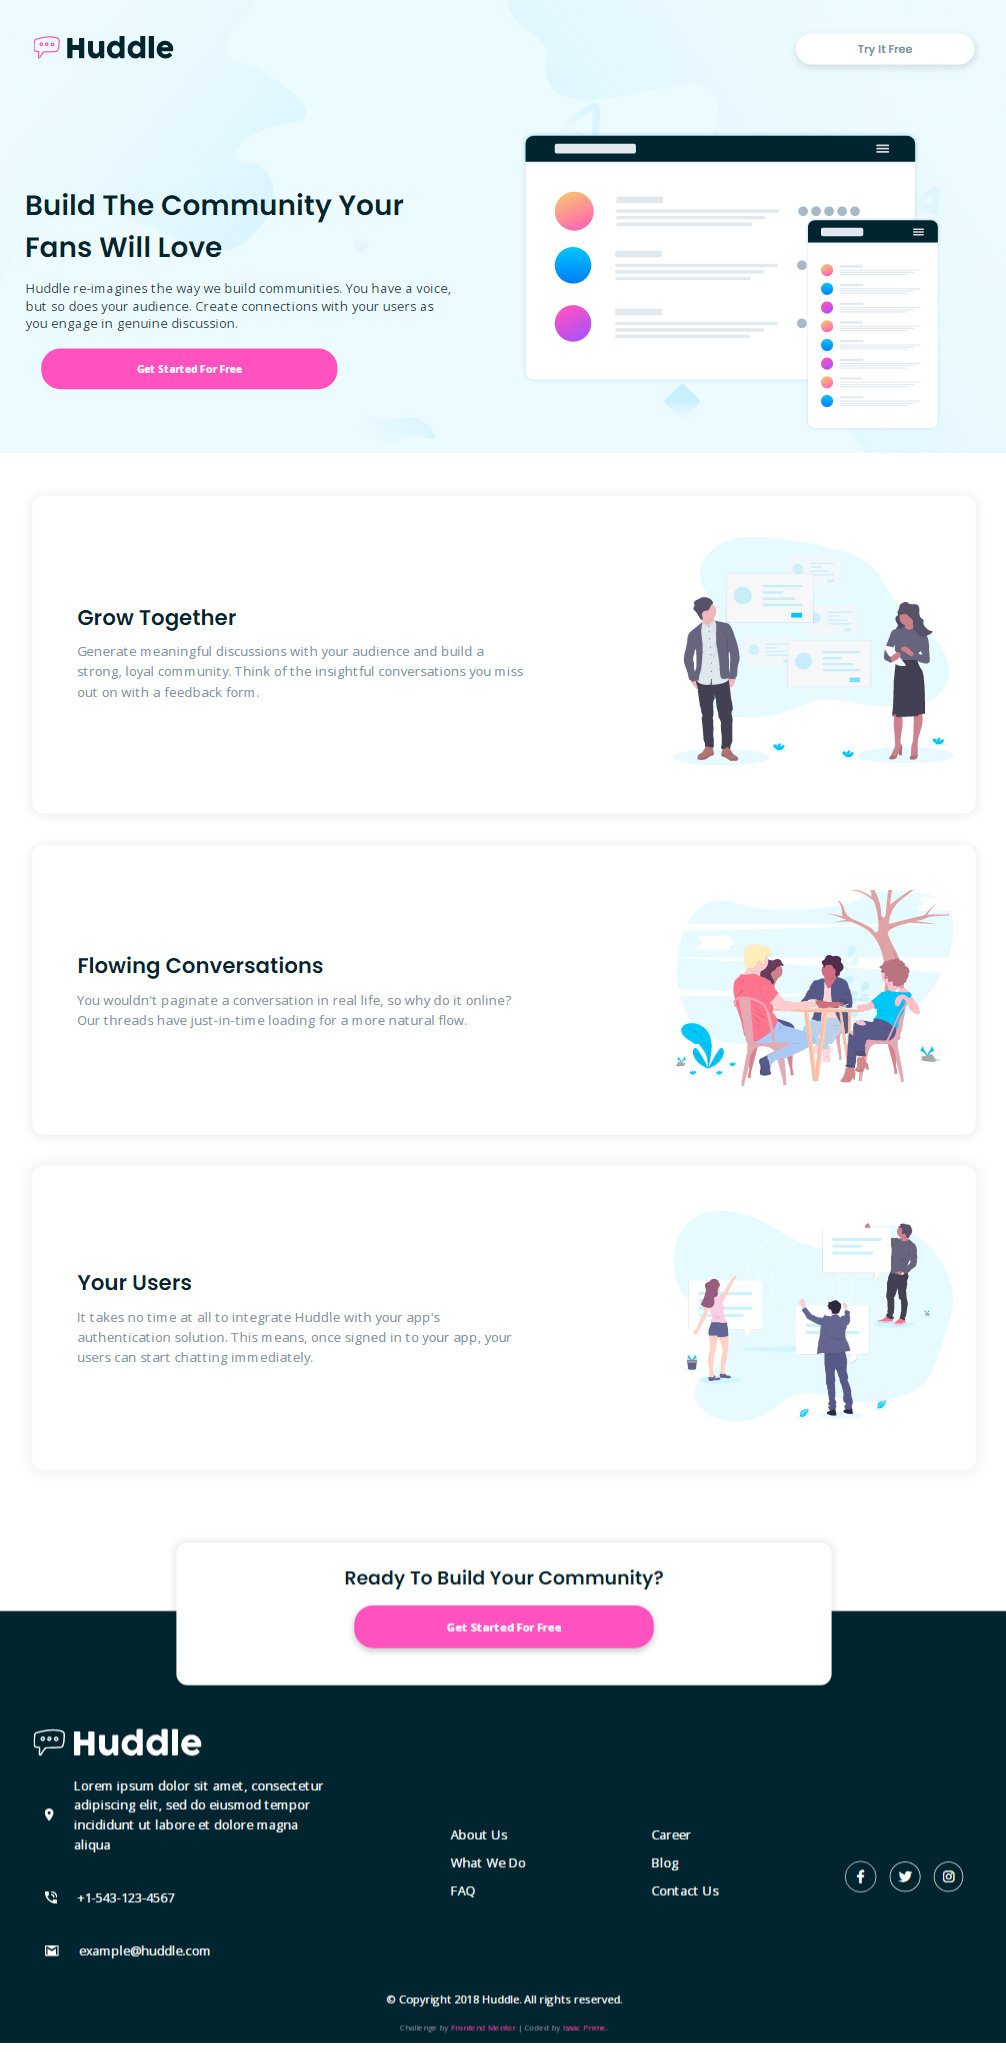 Huddle
Try It Free
Build The Community Your
Fans Will Love
Huddle re-imagines the way we build communities. You have a voice,
but so does your audience. Create connections with your users as
you engage in genuine discussion.
Get Started For Free
Grow Together
Generate meaningful discussions with your audience and build a
strong, loyal community. Think of the insightful conversations you miss
out on with a feedback form.
Flowing Conversations
You wouldn't paginate a conversation in real life, so why do it online?
Our threads have just-in-time loading for a more natural flow.
Your Users
It takes no time at all to integrate Huddle with your app's
authentication solution. This means, once signed in to your app, your
users can start chatting immediately.
Ready To Build Your Community?
Get Started For Free
Huddle
Lorem ipsum dolor sit amet, consectetur
adipiscing elit, sed do eiusmod tempor
incididunt ut labore et dolore magna
aliqua
+1-543-123-4567
example@huddle.com
About Us
What We Do
FAQ
Career
Blog
Contact Us
© Copyright 2018 Huddle. All rights reserved.
Challenge by Frontend Mentor | Coded by Isaac Prime.